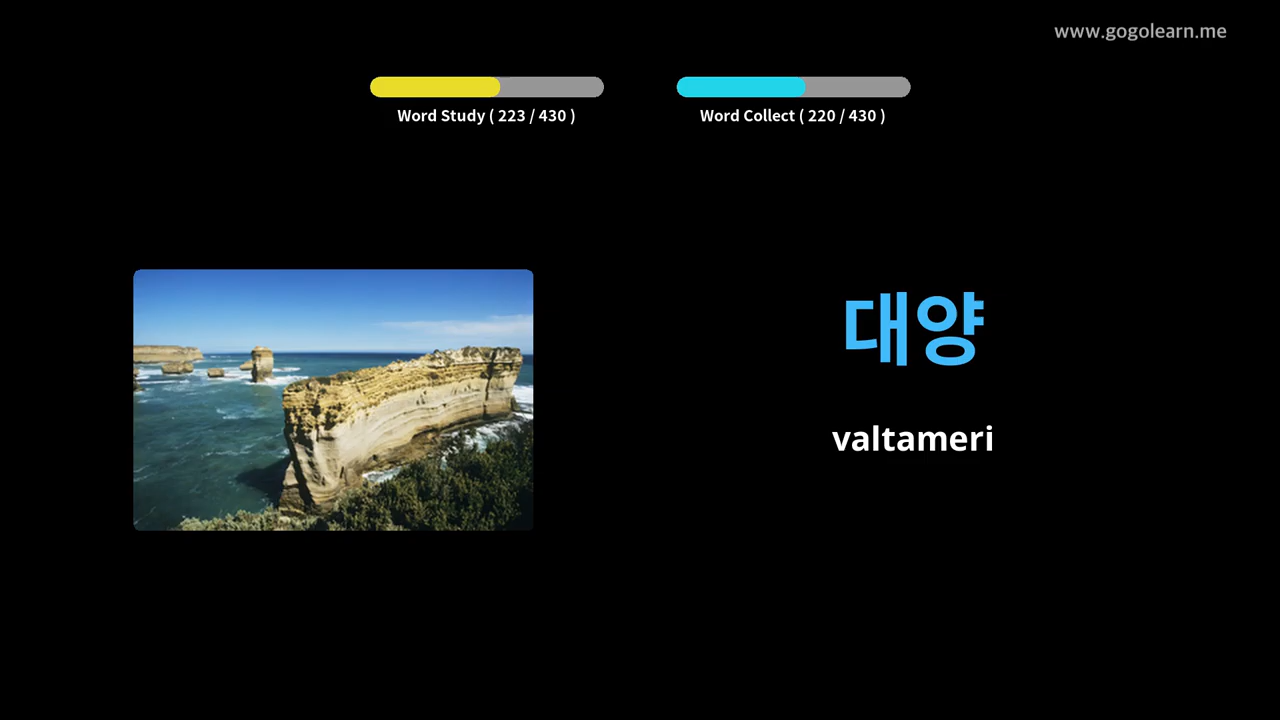 www.gogolearn.me
Word Study ( 223 / 430 )
Word Collect ( 220 / 430 )
대양
valtameri